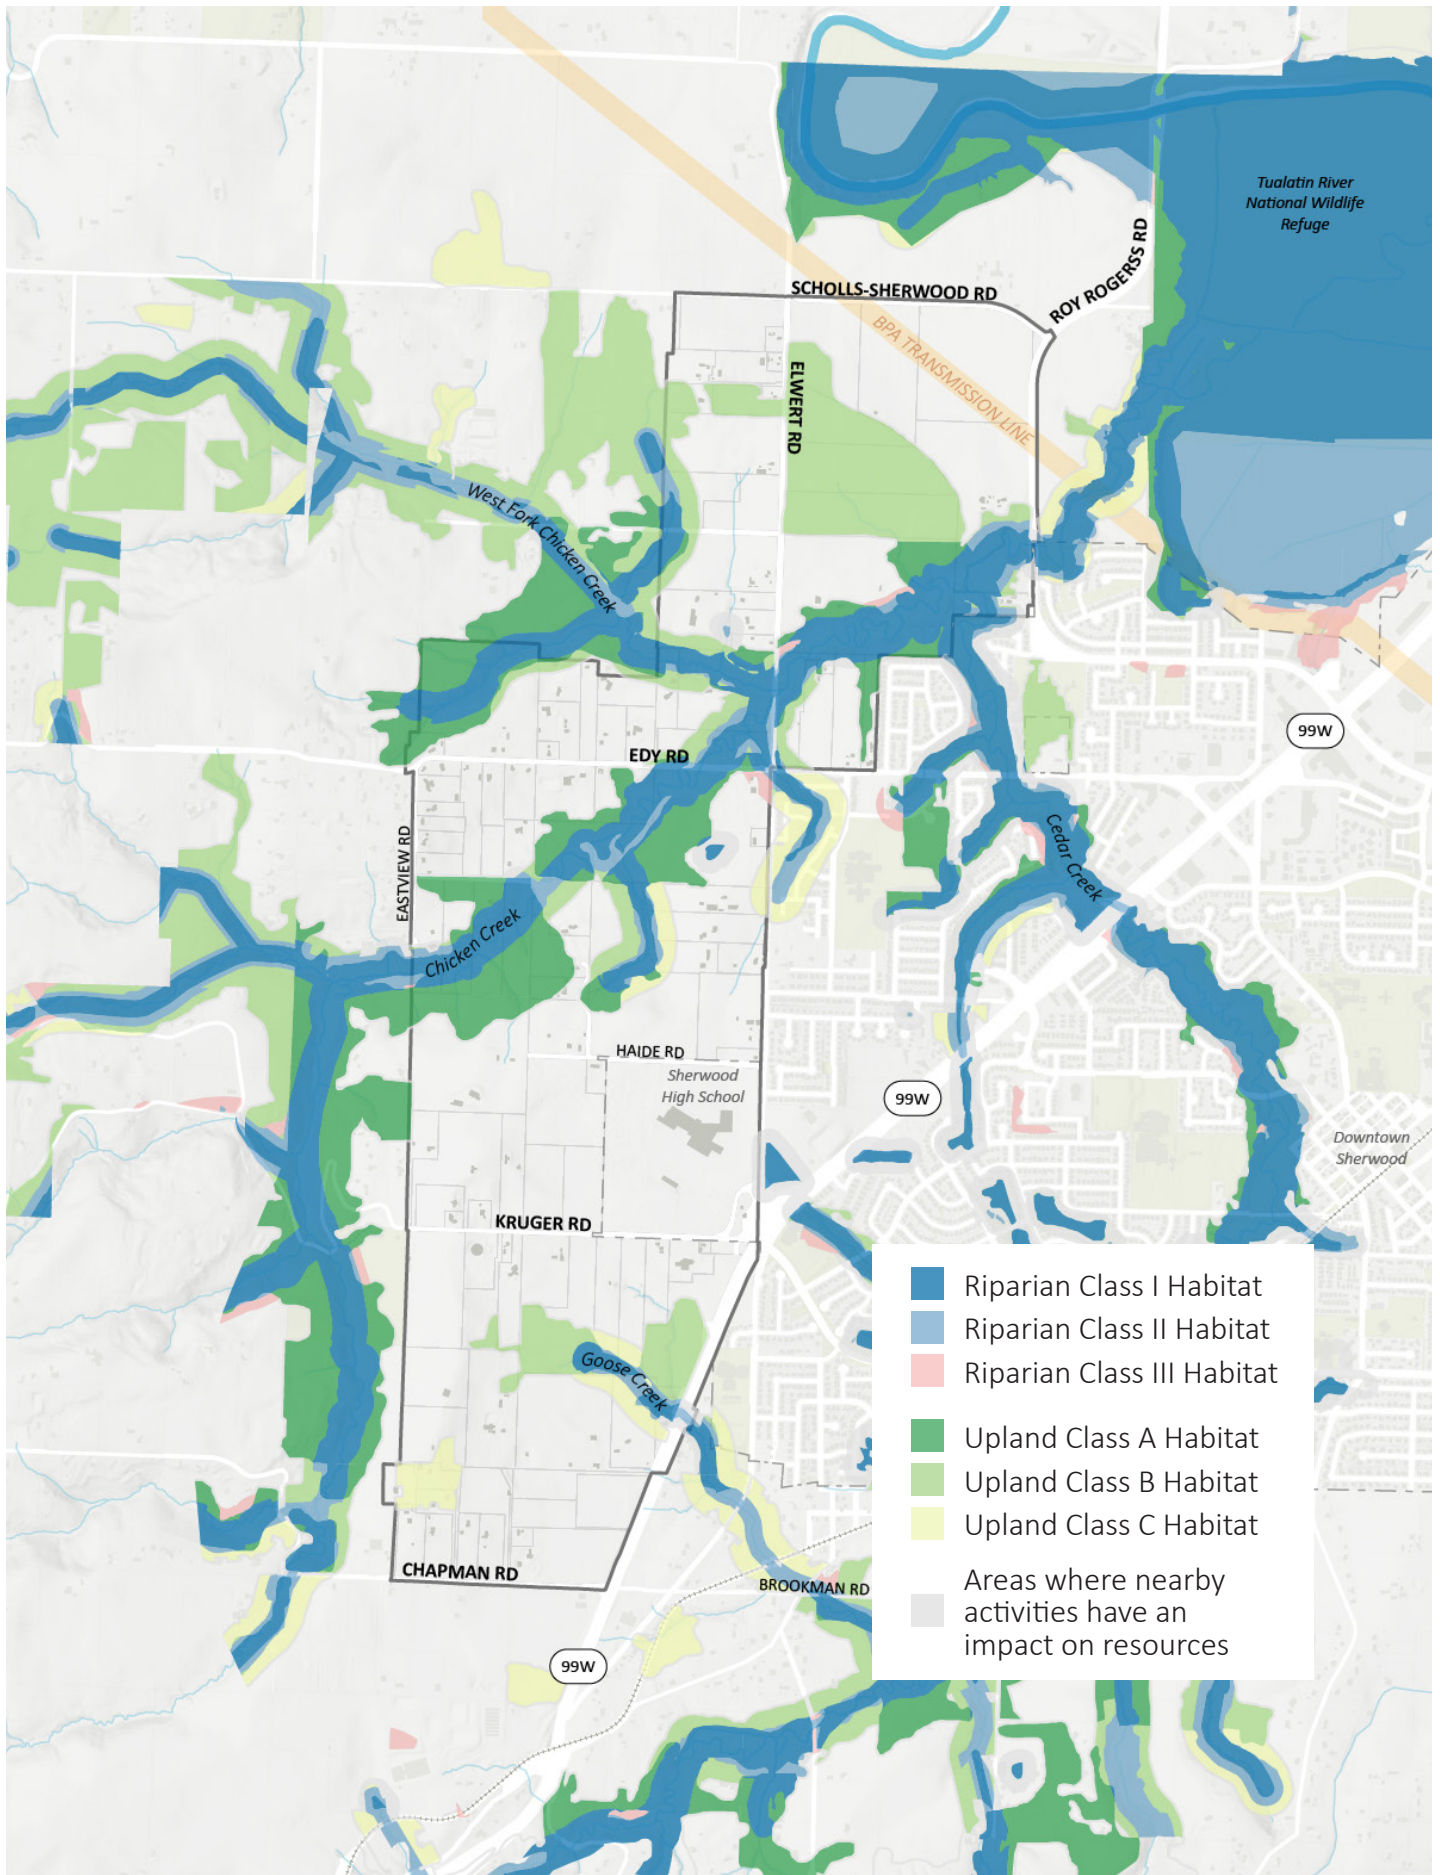 Tualatin River
National Wildlife
Refuge
ROY ROGERSS RD
SCHOLLS-SHERWOOD RD
BPA TRANSMISSION LINE
ELWERT RD
West Fork Chicken Creek
99W
EDY RD
EASTVIEW RD
Cedar Creek
Chicken Creek
HAIDE RD
Sherwood
High School
99W
Downtown
Sherwood
KRUGER RD
Goose Creek
CHAPMAN RD
BROOKMAN RD
99W
Riparian Class I Habitat
Riparian Class II Habitat
Riparian Class III Habitat
Upland Class A Habitat
Upland Class B Habitat
Upland Class C Habitat
Areas where nearby
activities have an
impact on resources